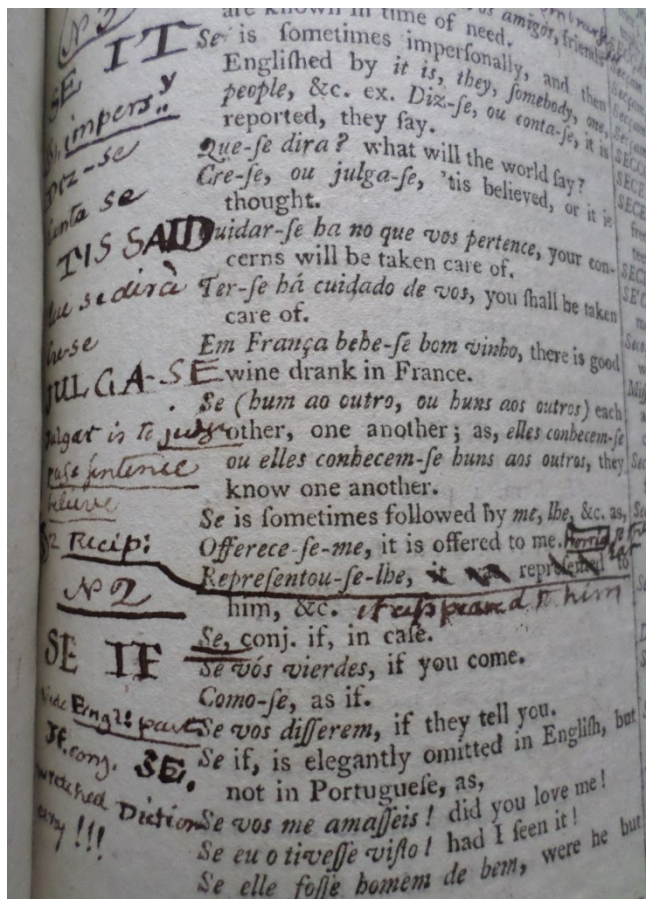 are known in time of need.
Se is sometimes impersonally, and then
Englished by it is, they, somebody, one,
people, &c. ex. Diz-se, ou conta-se, it is
reported, they say.
Que-se dira? what will the world say?
Cre-se, ou julga-se, 'tis believed, or it is
thought.
Cuidar-se ha no que vos pertence, your con-
cerns will be taken care of.
Ter-se há cuidado de vos, you shall be taken
care of.
Em França bebe-se bom vinho, there is good
wine drank in France.
Se (hum ao outro, ou huns aos outros) each
other, one another; as, elles conhecem-se
ou elles conhecem-se huns aos outros, they
know one another.
Se is sometimes followed by me, lhe, &c. as,
Offerece-se-me, it is offered to me.
Representou-se-lhe, it was represented to
him, &c. it appeared to him
Se, conj. if, in case.
Se vós vierdes, if you come.
Como-se, as if.
Se vos disserem, if they tell you.
Se if, is elegantly omitted in English, but
not in Portuguese, as,
Se vos me amasseis! did you love me!
Se eu o tivesse visto! had I seen it!
Se elle fosse homem de bem, were he but
No 3
SE IT
impers.y
Diz-se
Conta se
TIS SAID
Que se dirà
Cre-se
JULGA-SE
Julgar is to judge
pass sentence
believe
Recip:
No 2
SE IF
Vide Engl: part
If. conj. SE.
wretched Diction
ary!!!